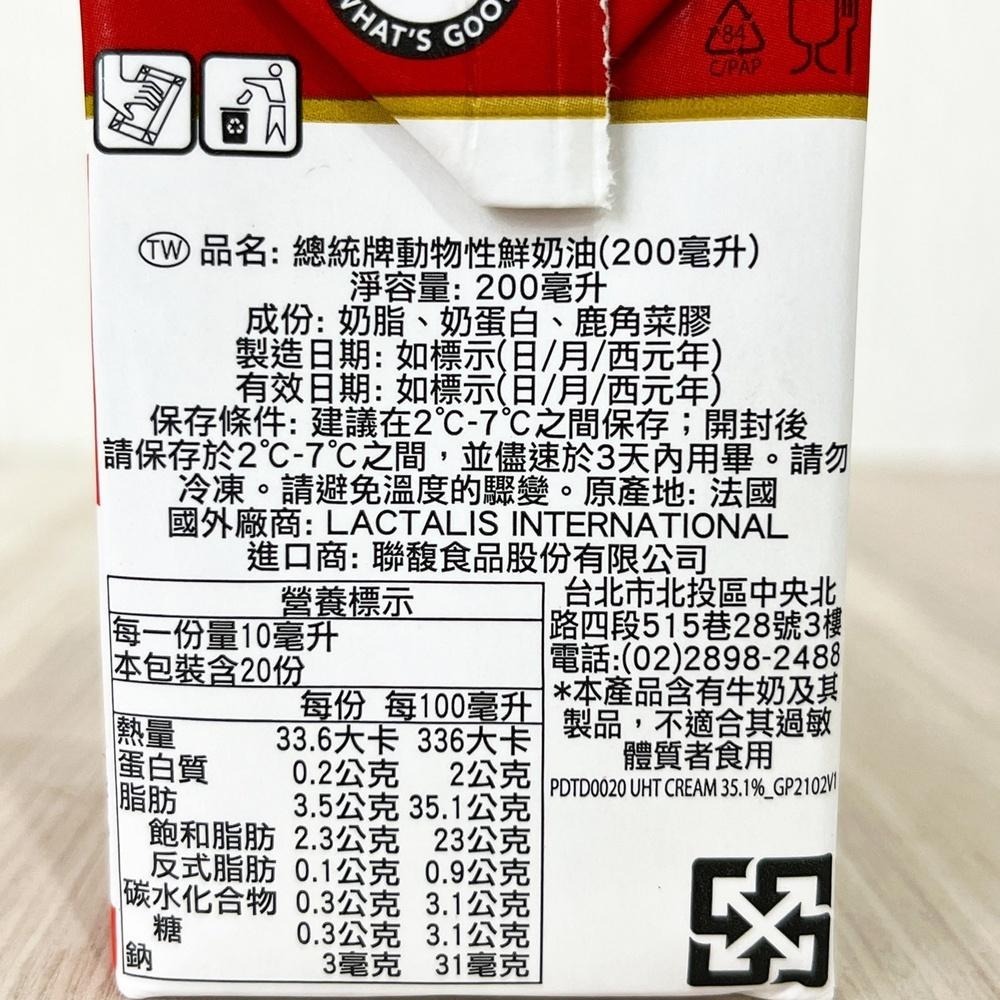 WHAT'S GOO
84
C/PAP
TW 品名: 總統牌動物性鮮奶油(200毫升)
淨容量: 200毫升
成份: 奶脂、奶蛋白、鹿角菜膠
製造日期: 如標示(日/月/西元年)
有效日期: 如標示(日/月/西元年)
保存條件: 建議在2℃-7℃之間保存；開封後
請保存於2℃-7℃之間，並儘速於3天內用畢。請勿
冷凍。請避免溫度的驟變。原產地: 法國
國外廠商: LACTALIS INTERNATIONAL
進口商: 聯馥食品股份有限公司
台北市北投區中央北
路四段515巷28號3樓
電話:(02)2898-2488
*本產品含有牛奶及其
製品，不適合其過敏
體質者食用
PDTD0020 UHT CREAM 35.1%_GP2102V1
營養標示
每一份量10毫升
本包裝含20份
每份 每100毫升
熱量 33.6大卡 336大卡
蛋白質 0.2公克 2公克
脂肪 3.5公克 35.1公克
飽和脂肪 2.3公克 23公克
反式脂肪 0.1公克 0.9公克
碳水化合物 0.3公克 3.1公克
糖 0.3公克 3.1公克
鈉 3毫克 31毫克